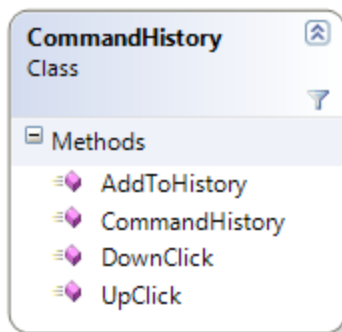 CommandHistory
Class
Methods
AddToHistory
CommandHistory
DownClick
UpClick